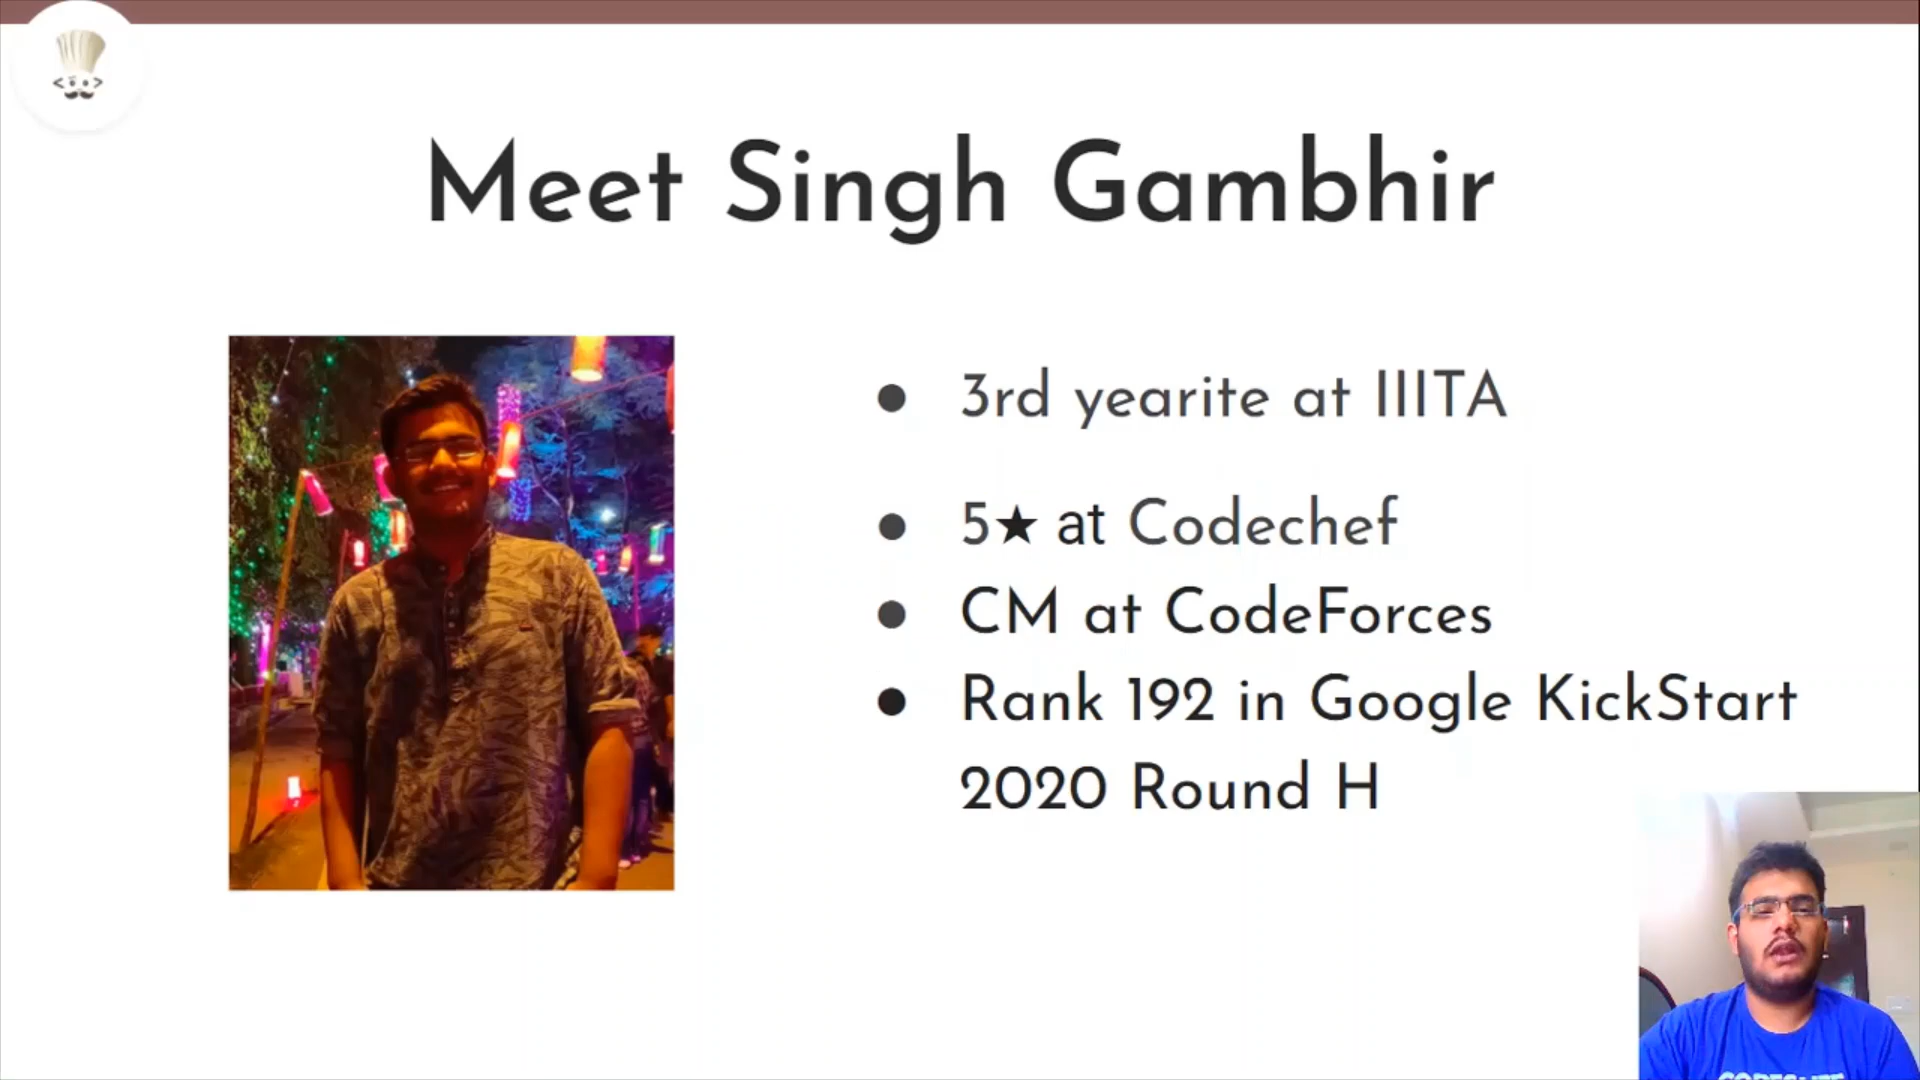 Meet Singh Gambhir
● 3rd yearite at IIITA
● 5★ at Codechef
● CM at CodeForces
● Rank 192 in Google KickStart
2020 Round H